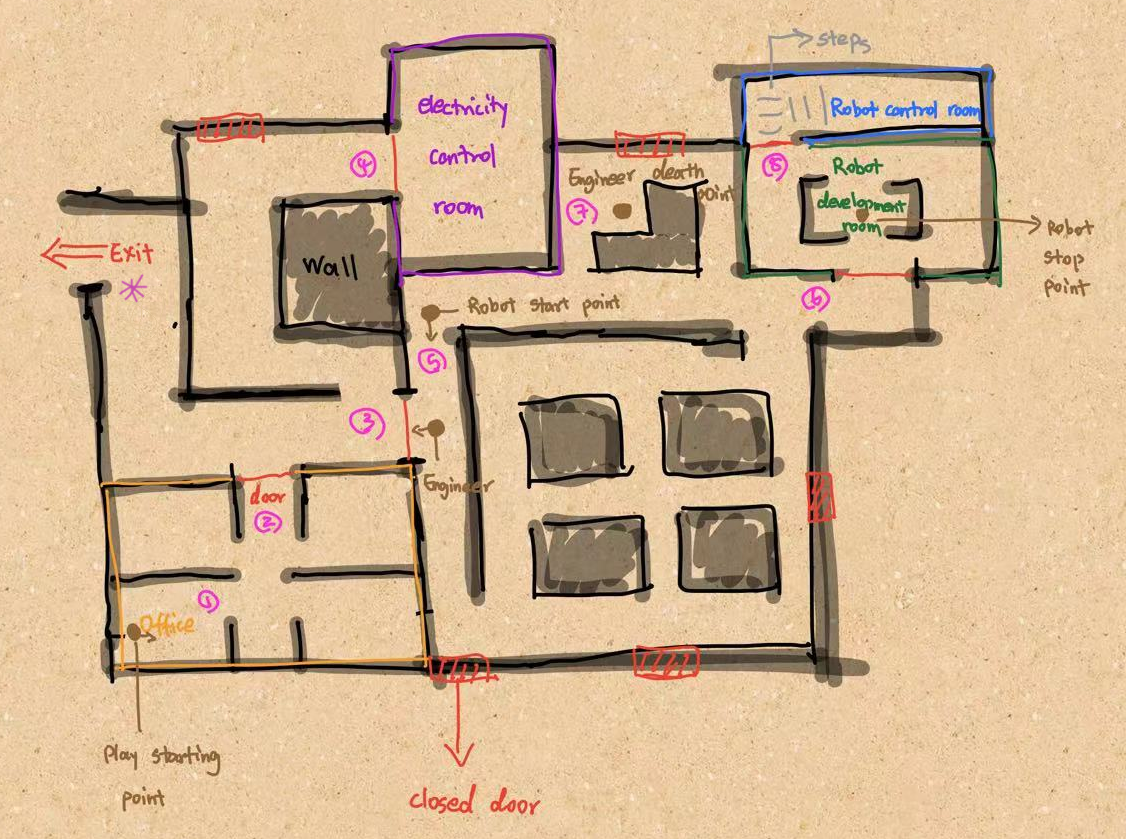 steps
electricity
control
room
Robot control room
④
⑧
Robot
development
room
Engineer death
point
⑦
Robot
stop
point
Exit
Wall
⑥
Robot start point
⑤
③
Engineer
door
②
①
Office
Play starting
point
closed door